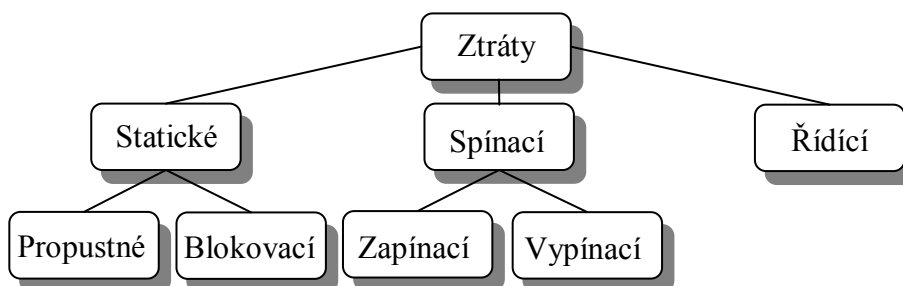 Ztráty
Statické
Spínací
Řídící
Propustné
Blokovací
Zapínací
Vypínací